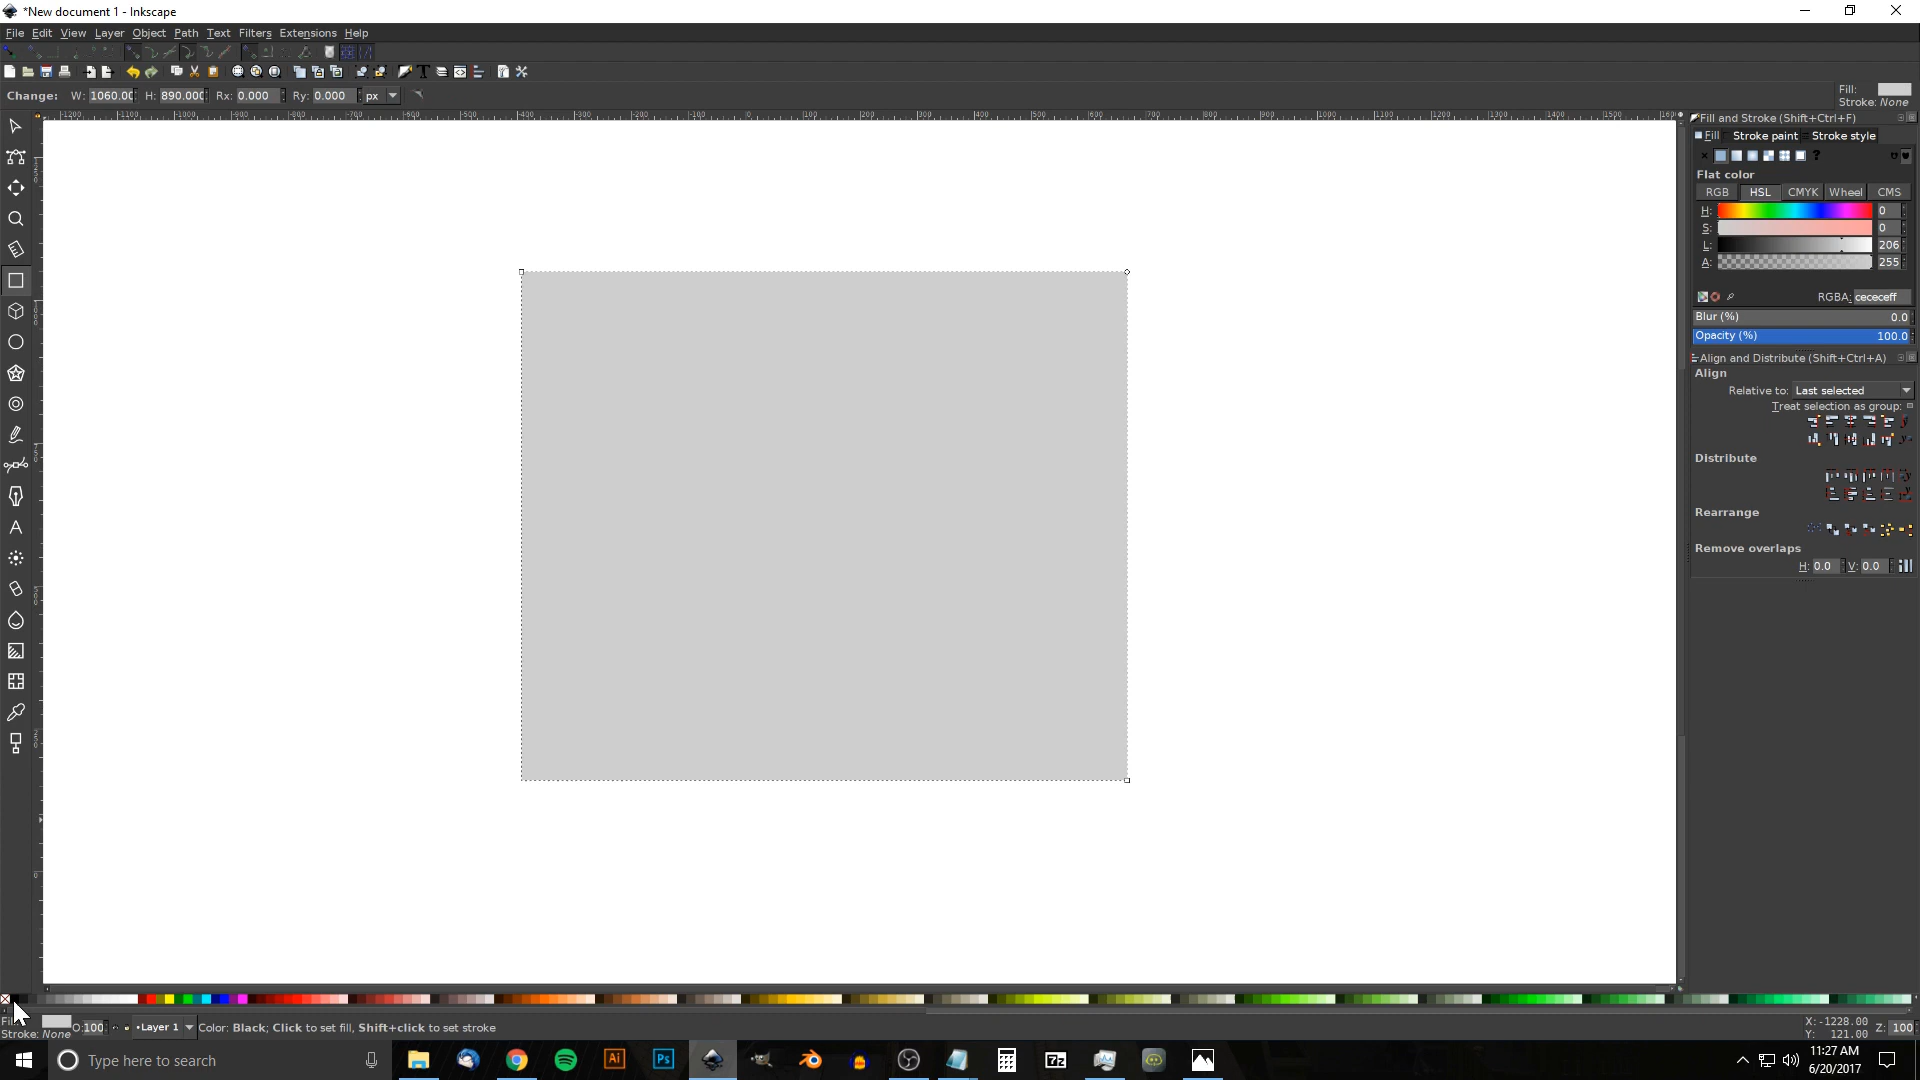 *New document 1 - Inkscape
File Edit View Layer Object Path Text Filters Extensions Help
Change: W: 1060.00 H: 890.000 Rx: 0.000 Ry: 0.000 px
Fill:
Stroke: None
Fill and Stroke (Shift+Ctrl+F)
Fill Stroke paint Stroke style
Flat color
RGB HSL CMYK Wheel CMS
H: 0
S: 0
L: 206
A: 255
RGBA: cececeff
Blur (%) 0.0
Opacity (%) 100.0
Align and Distribute (Shift+Ctrl+A)
Align
Relative to: Last selected
Treat selection as group:
Distribute
Rearrange
Remove overlaps
H: 0.0 V: 0.0
Stroke: None
O: 100
•Layer 1
Color: Black; Click to set fill, Shift+click to set stroke
X: -1228.00
Y: 121.00
Z: 100
Type here to search
Ai
Ps
7z
11:27 AM
6/20/2017